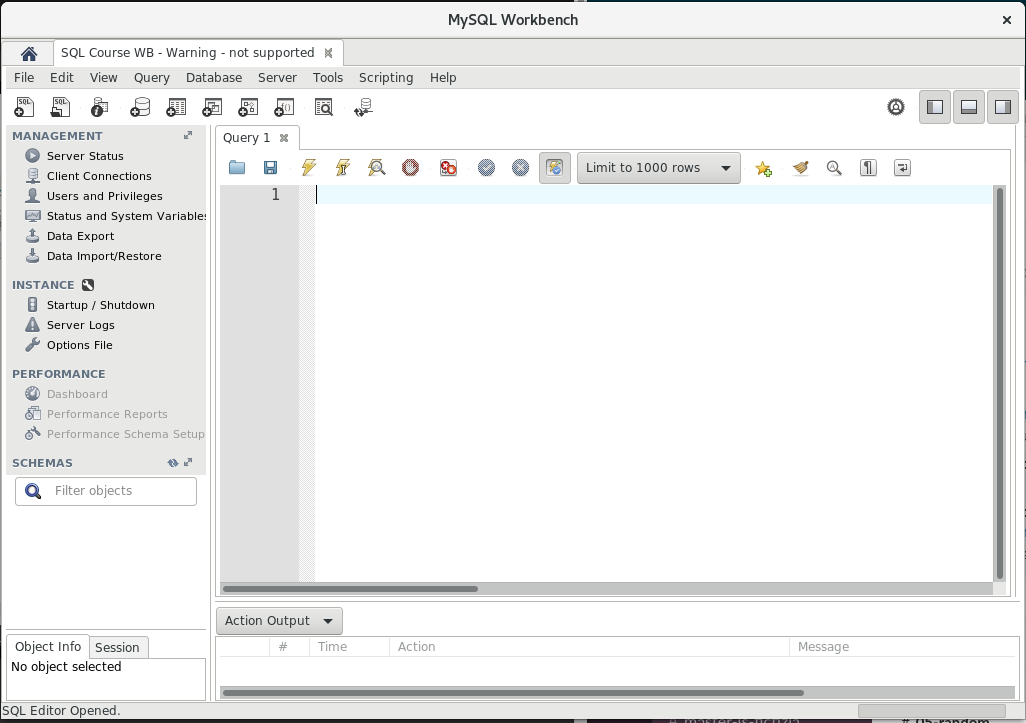 MySQL Workbench
SQL Course WB - Warning - not supported
File Edit View Query Database Server Tools Scripting Help
SQL SQL
MANAGEMENT
Server Status
Client Connections
Users and Privileges
Status and System Variables
Data Export
Data Import/Restore
INSTANCE
Startup / Shutdown
Server Logs
Options File
PERFORMANCE
Dashboard
Performance Reports
Performance Schema Setup
SCHEMAS
Filter objects
Object Info Session
No object selected
Query 1
Limit to 1000 rows
1
Action Output
# Time Action Message
SQL Editor Opened.